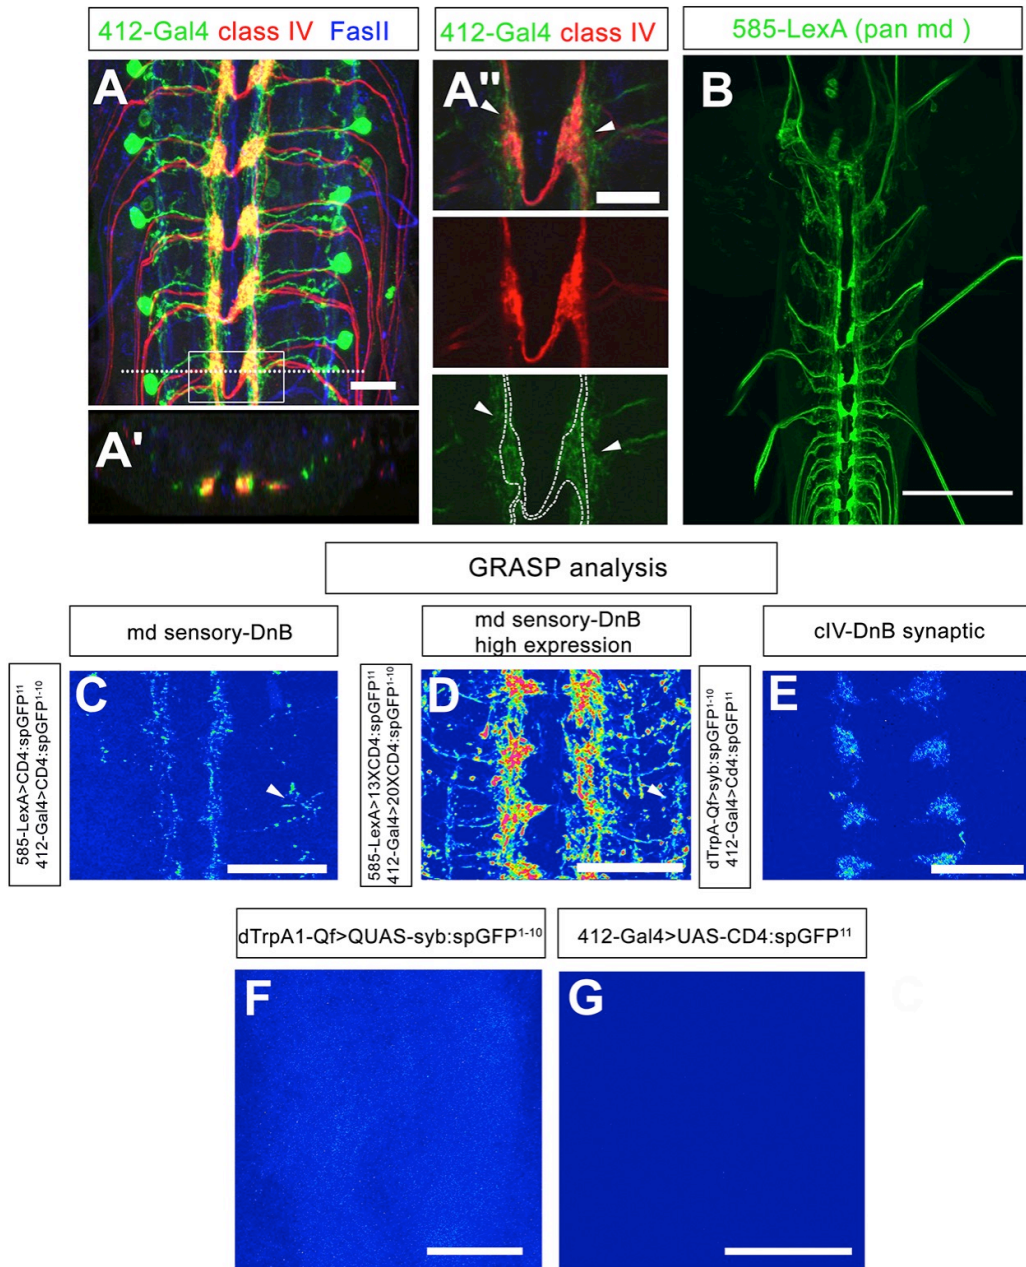 412-Gal4 class IV FasII
412-Gal4 class IV
585-LexA (pan md )
A
A"
B
A'
GRASP analysis
md sensory-DnB
md sensory-DnB
high expression
cIV-DnB synaptic
585-LexA>CD4:spGFP¹¹
412-Gal4>CD4:spGFP¹⁻¹⁰
C
585-LexA>13XCD4:spGFP¹¹
412-Gal4>20XCD4:spGFP¹⁻¹⁰
D
dTrpA-Qf>syb:spGFP¹⁻¹⁰
412-Gal4>Cd4:spGFP¹¹
E
dTrpA1-Qf>QUAS-syb:spGFP¹⁻¹⁰
412-Gal4>UAS-CD4:spGFP¹¹
F
G
C